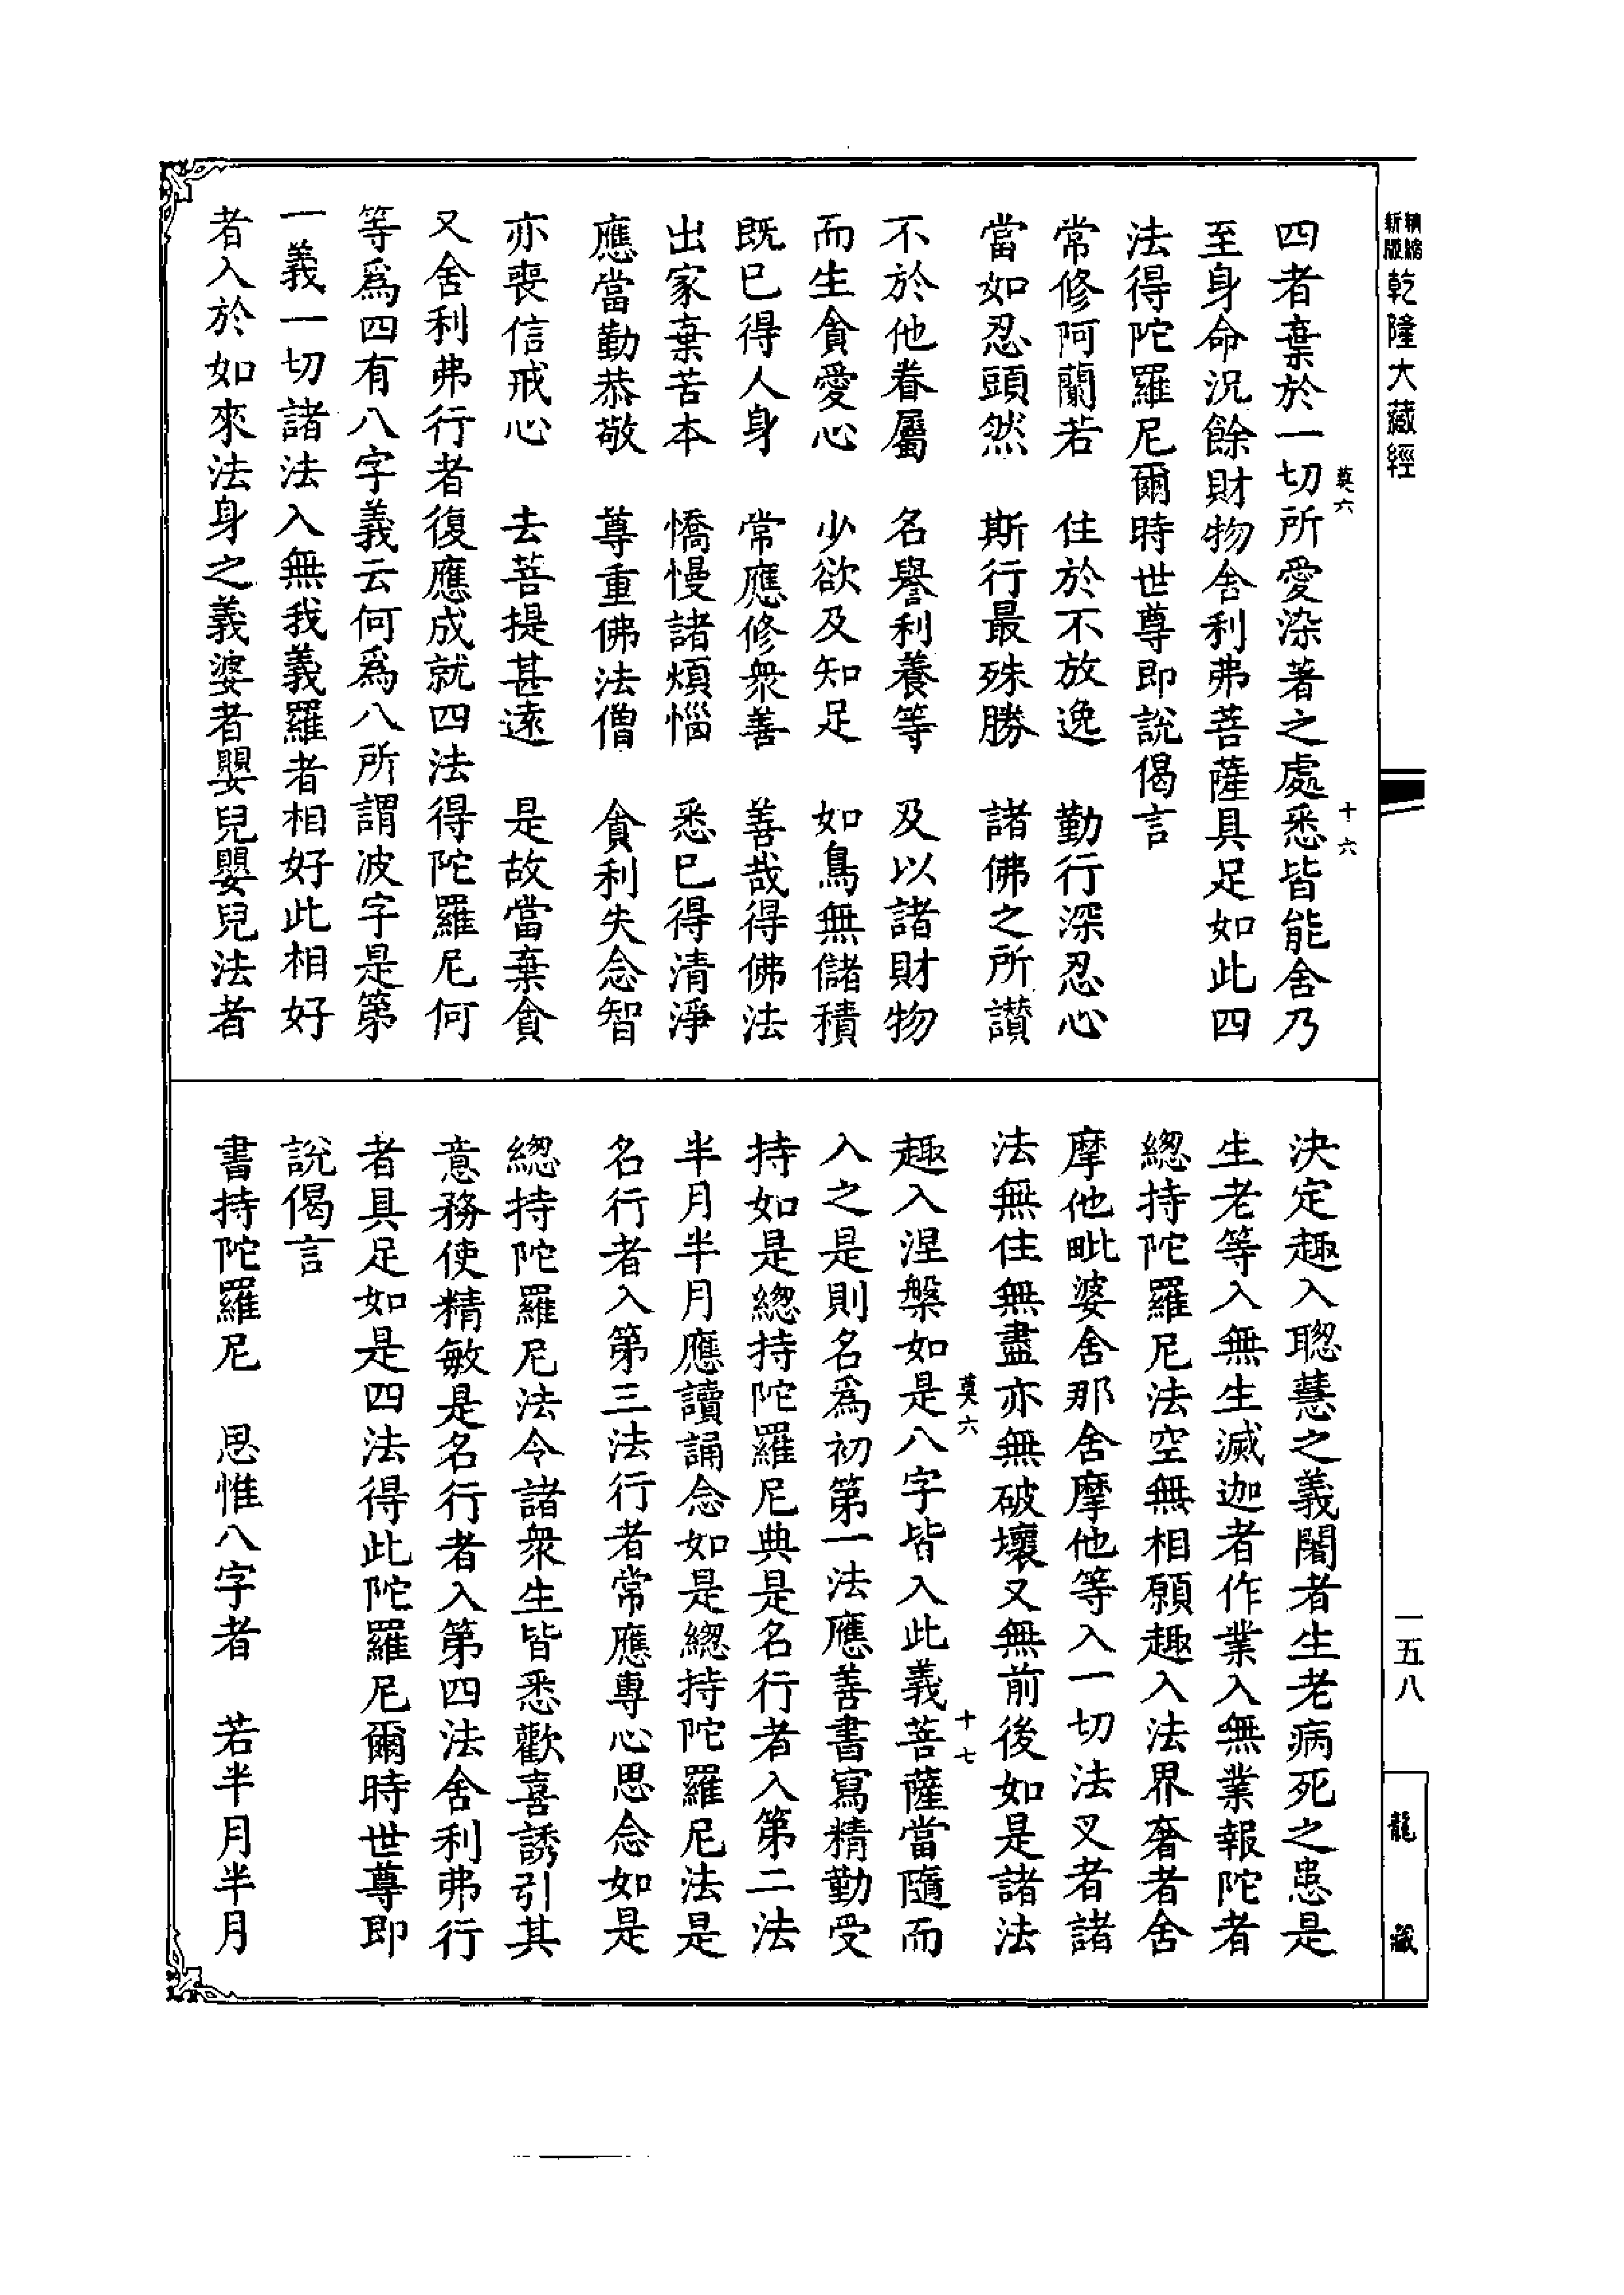 精縮新版
乾隆大藏經
一五八
龍藏
莫六
十六
四者棄於一切所愛染著之處悉皆能舍乃
至身命況餘財物舍利弗菩薩具足如此四
法得陀羅尼爾時世尊即說偈言
常修阿蘭若　住於不放逸　勤行深忍心
當如忍頭然　斯行最殊勝　諸佛之所讚
不於他眷屬　名譽利養等　及以諸財物
而生貪愛心　少欲及知足　如鳥無儲積
既已得人身　常應修衆善　善哉得佛法
出家棄苦本　憍慢諸煩惱　悉已得清淨
應當勤恭敬　尊重佛法僧　貪利失念智
亦喪信戒心　去菩提甚遠　是故當棄貪
又舍利弗行者復應成就四法得陀羅尼何
等爲四有八字義云何爲八所謂波字是第
一義一切諸法入無我義羅者相好此相好
者入於如來法身之義婆者嬰兒嬰兒法者
決定趣入聰慧之義闍者生老病死之患是
生老等入無生滅迦者作業入無業報陀者
總持陀羅尼法空無相願趣入法界奢者舍
摩他毗婆舍那舍摩他等入一切法叉者諸
法無住無盡亦無破壞又無前後如是諸法
莫六
十七
趣入涅槃如是八字皆入此義菩薩當隨而
入之是則名爲初第一法應善書寫精勤受
持如是總持陀羅尼典是名行者入第二法
半月半月應讀誦念如是總持陀羅尼法是
名行者入第三法行者常應專心思念如是
總持陀羅尼法令諸衆生皆悉歡喜誘引其
意務使精敏是名行者入第四法舍利弗行
者具足如是四法得此陀羅尼爾時世尊即
說偈言
書持陀羅尼　思惟八字者　若半月半月